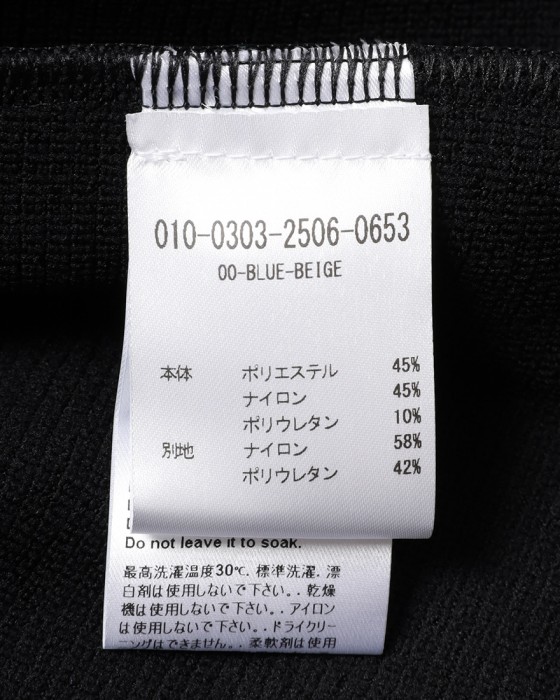 010-0303-2506-0653
00-BLUE-BEIGE
本体 ポリエステル 45%
ナイロン 45%
ポリウレタン 10%
別地 ナイロン 58%
ポリウレタン 42%
Do not leave it to soak.
最高洗濯温度30℃. 標準洗濯. 漂
白剤は使用しないで下さい。. 乾燥
機は使用しないで下さい。. アイロン
は使用しないで下さい。. ドライクリー
ニングはできません。. 柔軟剤は使用